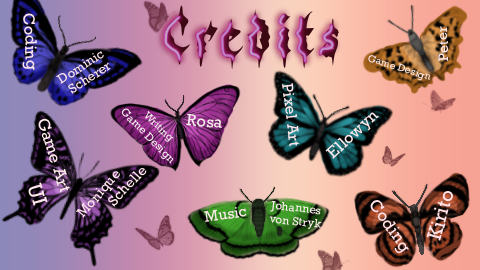 Credits
Coding
Dominic
Scherer
Game Design
Peter
Writing
Game Design
Rosa
Pixel Art
Ellowyn
Game Art
UI
Monique
Schelle
Music
Johannes
von Stryk
Coding
Kirito